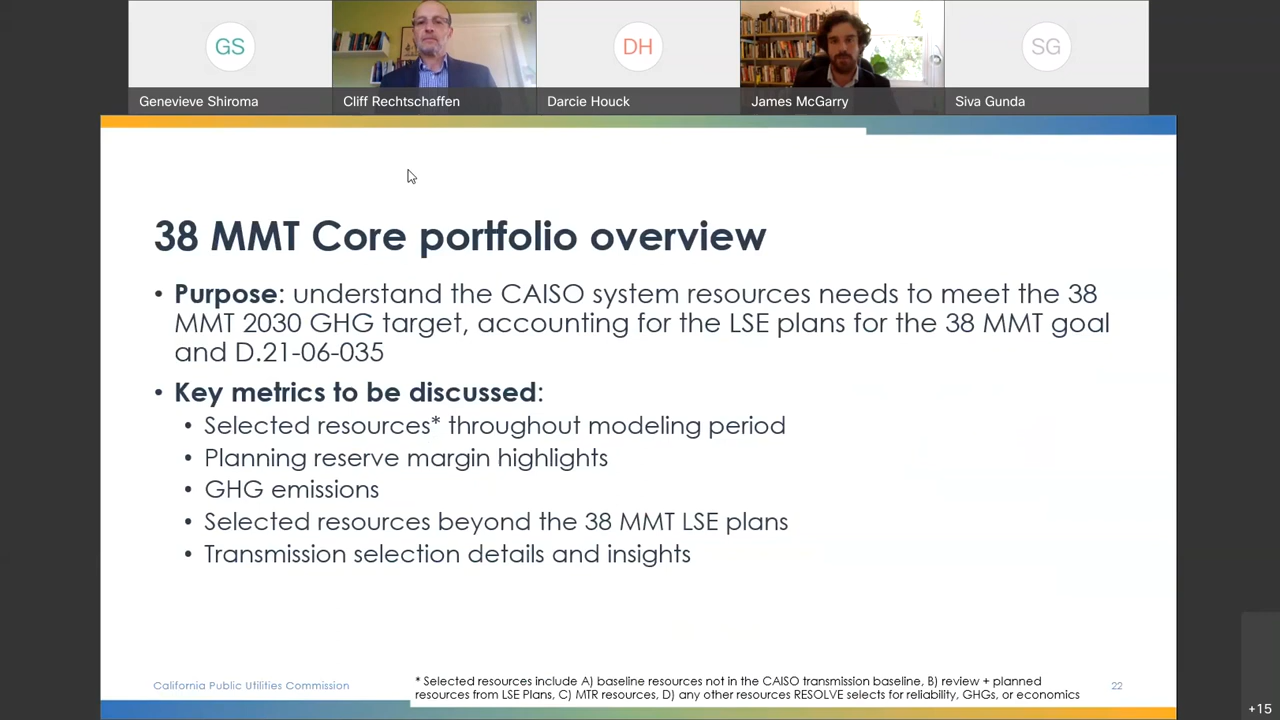 GS
DH
SG
Genevieve Shiroma
Cliff Rechtschaffen
Darcie Houck
James McGarry
Siva Gunda
38 MMT Core portfolio overview
• Purpose: understand the CAISO system resources needs to meet the 38
MMT 2030 GHG target, accounting for the LSE plans for the 38 MMT goal
and D.21-06-035
• Key metrics to be discussed:
• Selected resources* throughout modeling period
• Planning reserve margin highlights
• GHG emissions
• Selected resources beyond the 38 MMT LSE plans
• Transmission selection details and insights
California Public Utilities Commission
* Selected resources include A) baseline resources not in the CAISO transmission baseline, B) review + planned
resources from LSE Plans, C) MTR resources, D) any other resources RESOLVE selects for reliability, GHGs, or economics
22
+15